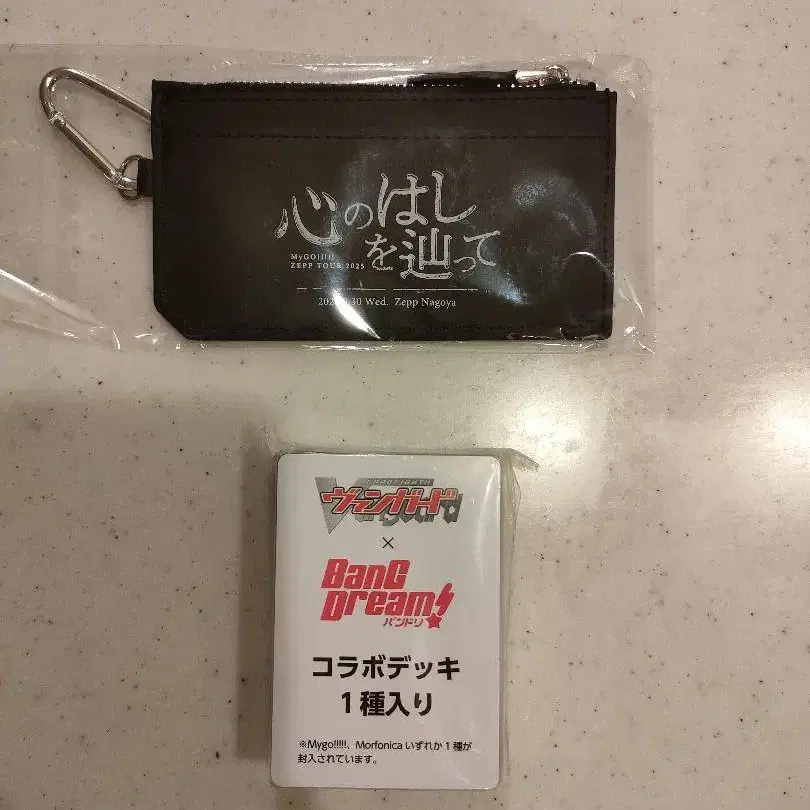 心のはし
を辿って
MyGO!!!!!
ZEPP TOUR 2025
30 Wed. Zepp Nagoya
ヴァンガード
×
BanG
Dream!
バンドリ
コラボデッキ
1種入り
※Mygo!!!!!、Morfonica いずれか1種が
封入されています。